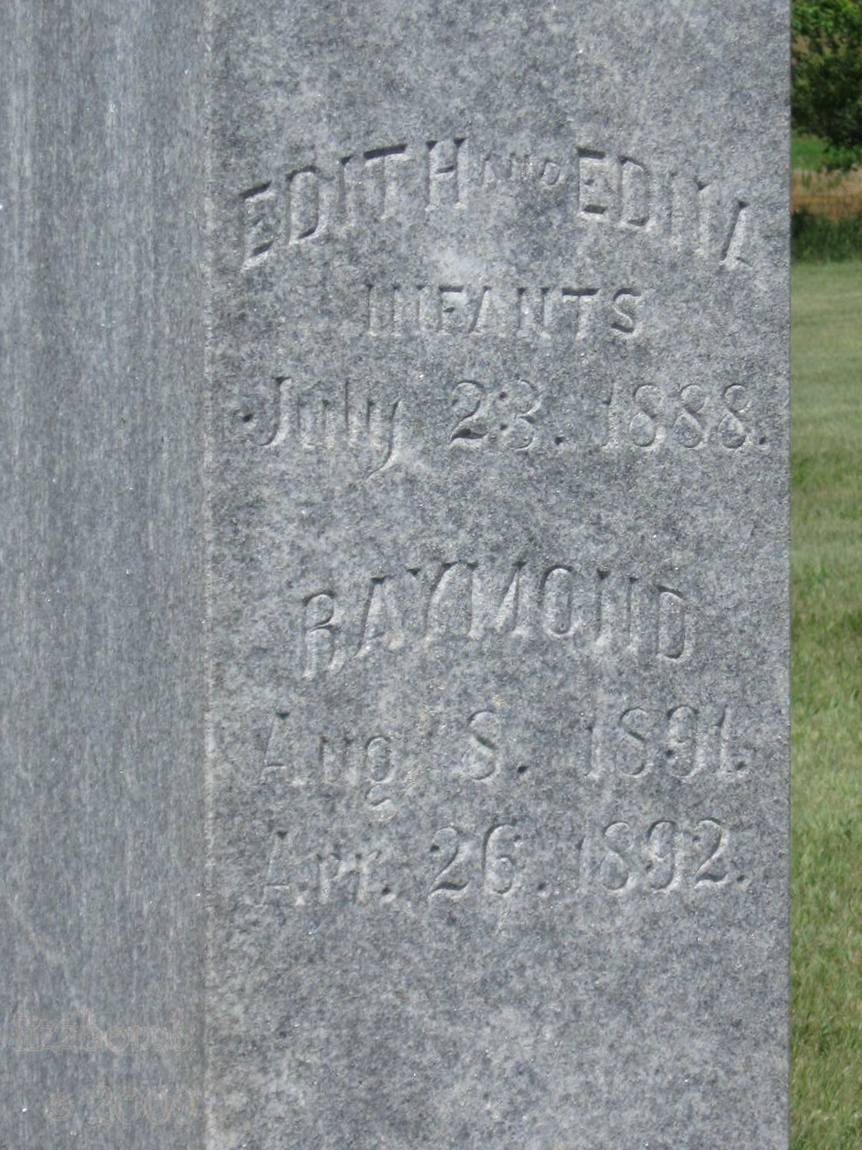 EDITH AND EDNA
INFANTS
July 23. 1888.
RAYMOND
Aug 8. 1891.
Apr. 26. 1892.